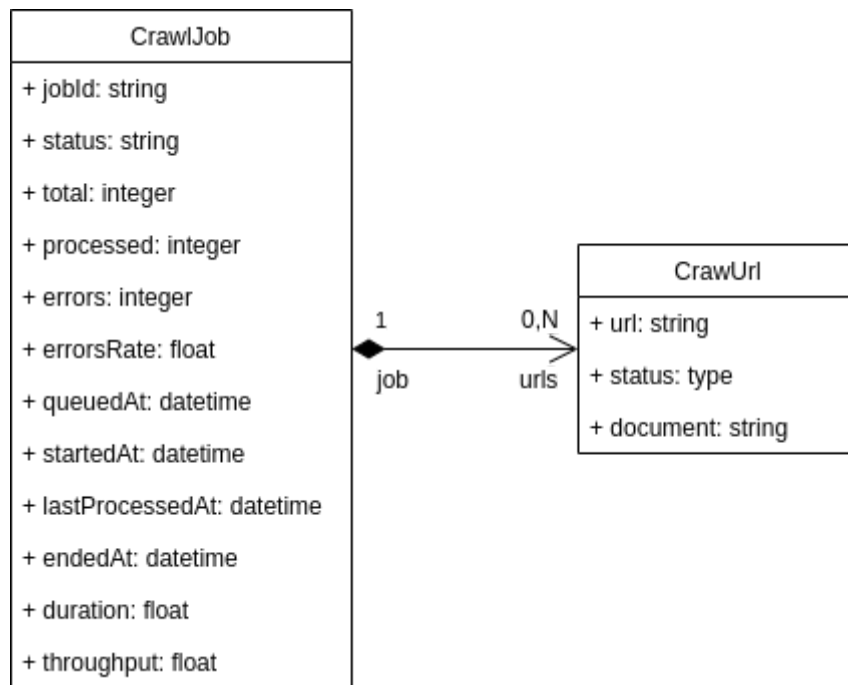 CrawlJob
+ jobId: string
+ status: string
+ total: integer
+ processed: integer
+ errors: integer
+ errorsRate: float
+ queuedAt: datetime
+ startedAt: datetime
+ lastProcessedAt: datetime
+ endedAt: datetime
+ duration: float
+ throughput: float
1
0,N
job
urls
CrawUrl
+ url: string
+ status: type
+ document: string